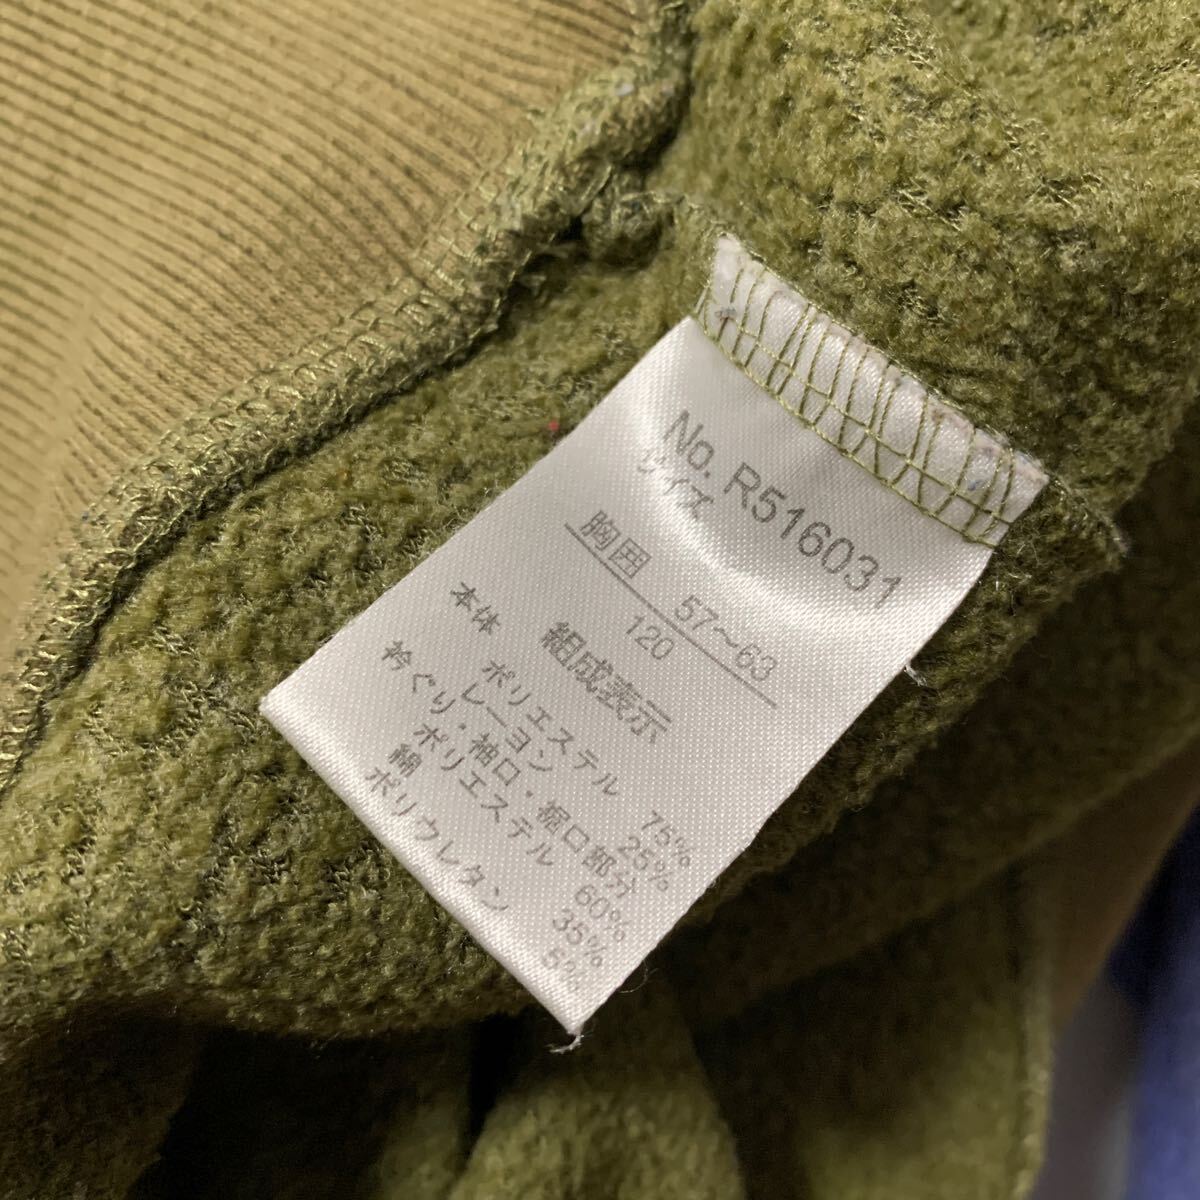 No. R516031
サイズ
胸囲 57〜63
120
組成表示
本体 ポリエステル 75%
レーヨン 25%
衿ぐり・袖口・裾口部分
綿 60%
ポリエステル 35%
ポリウレタン 5%